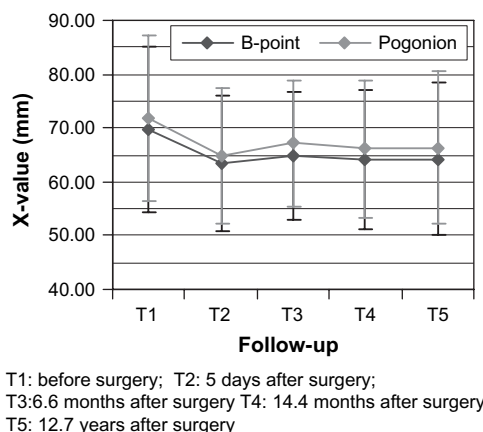 90.00
B-point Pogonion
80.00
70.00
60.00
50.00
40.00
X-value (mm)
T1 T2 T3 T4 T5
Follow-up
T1: before surgery; T2: 5 days after surgery;
T3:6.6 months after surgery T4: 14.4 months after surgery
T5: 12.7 years after surgery